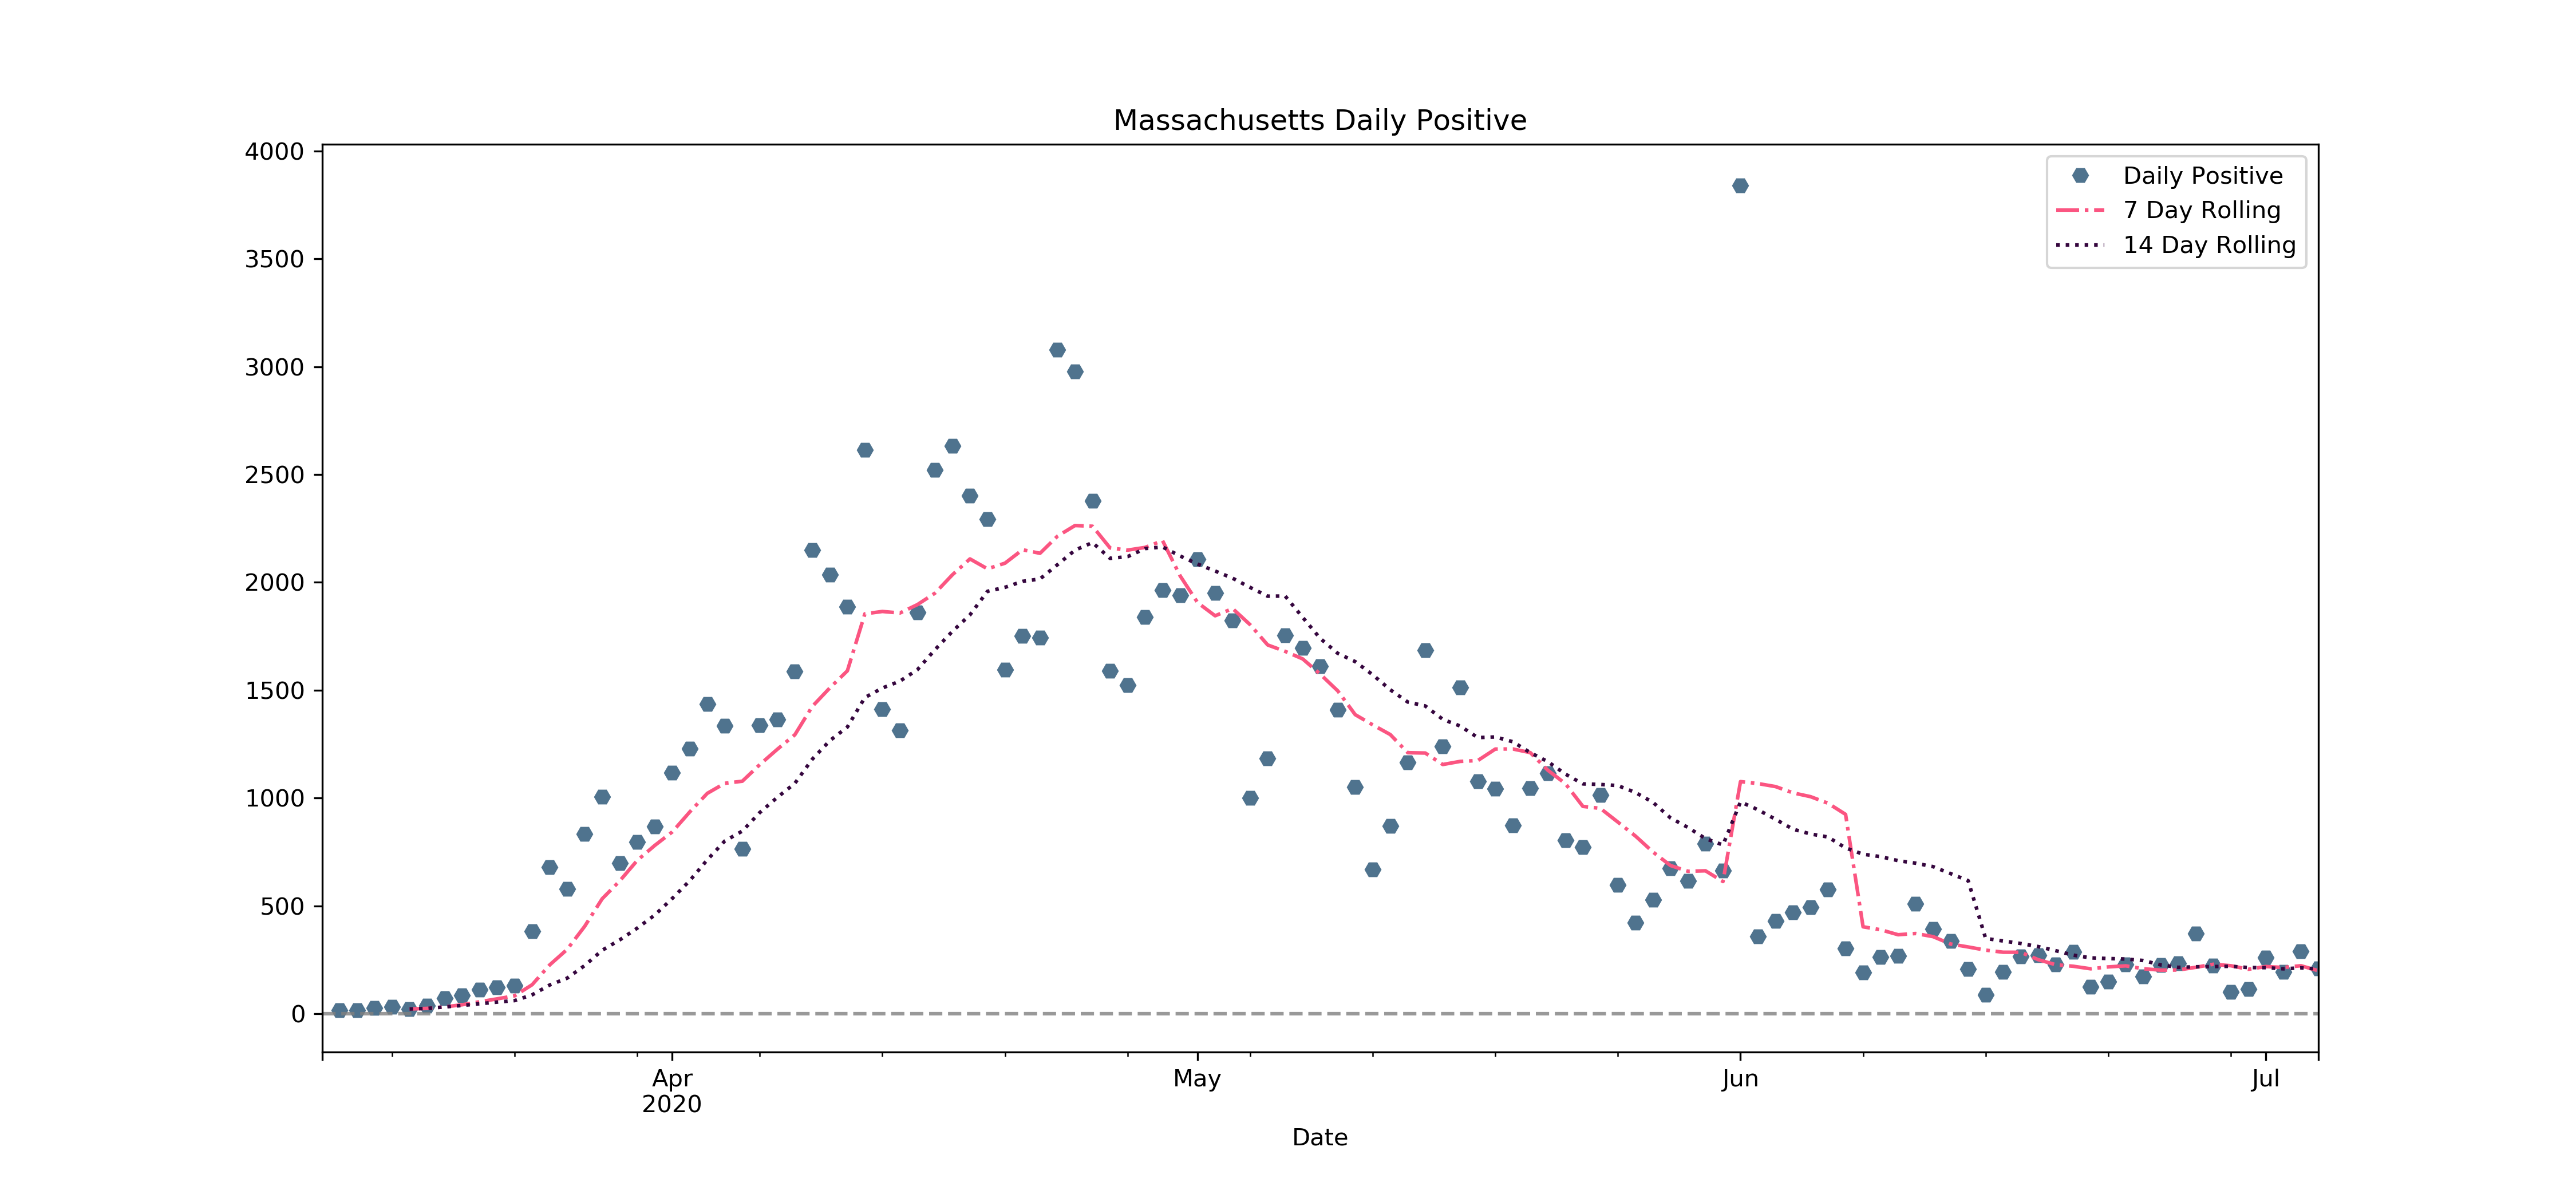 Massachusetts Daily Positive
4000
3500
3000
2500
2000
1500
1000
500
0
Daily Positive
7 Day Rolling
14 Day Rolling
Apr
2020
May
Jun
Jul
Date